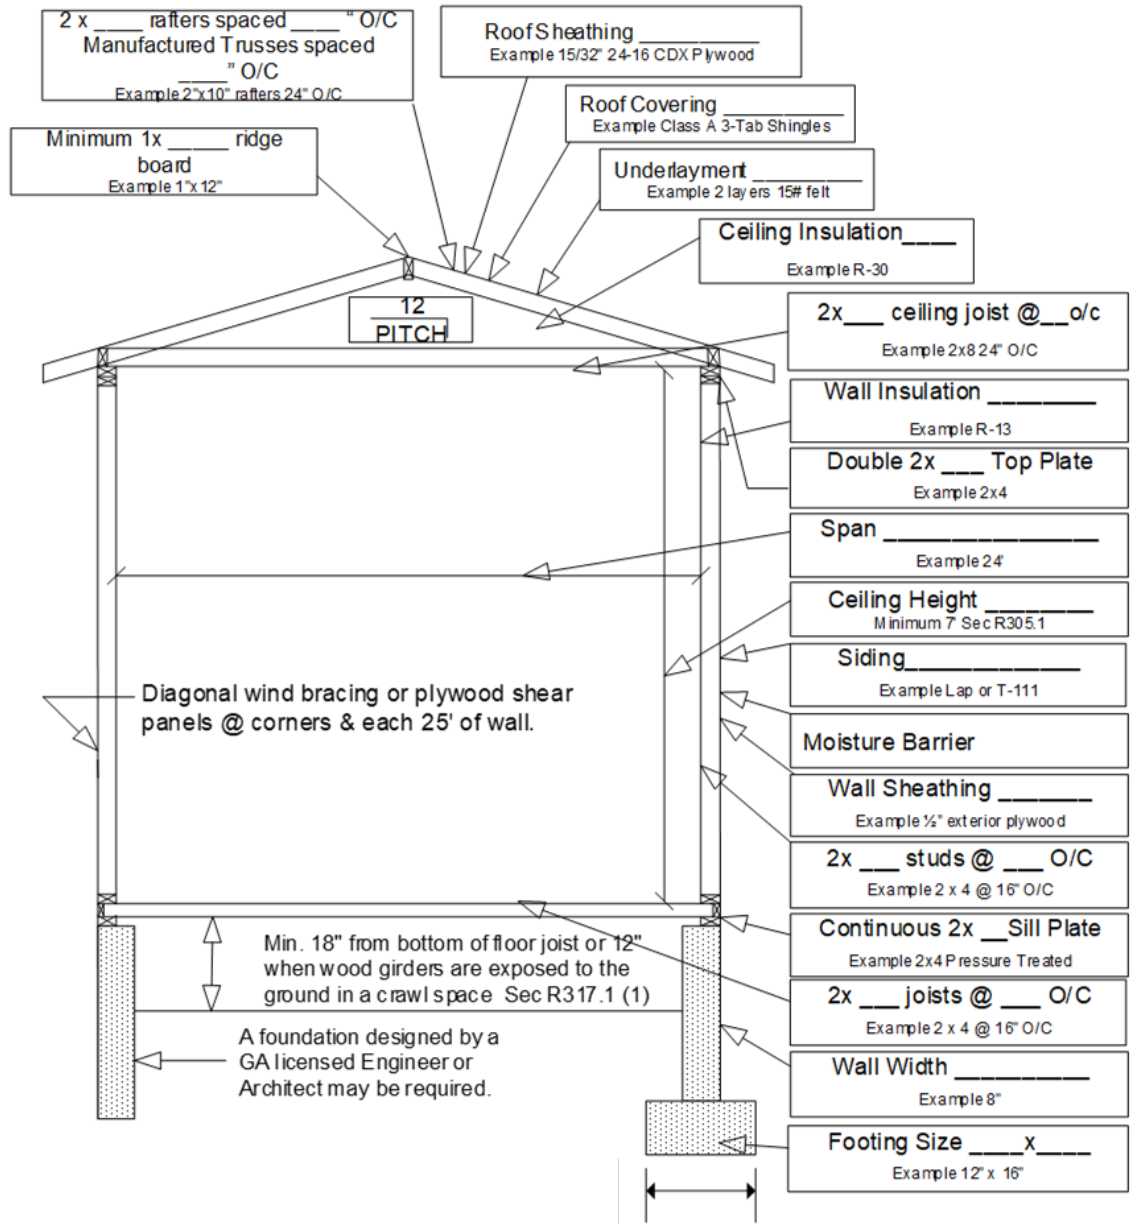 2 x ____ rafters spaced ____ " O/C
Manufactured Trusses spaced
____" O/C
Example 2"x10" rafters 24" O/C
Roof Sheathing __________
Example 15/32" 24-16 CDX Plywood
Roof Covering __________
Example Class A 3-Tab Shingles
Minimum 1x _____ ridge
board
Example 1"x12"
Underlayment _________
Example 2 layers 15# felt
Ceiling Insulation____
Example R-30
12
PITCH
2x___ ceiling joist @__o/c
Example 2x8 24" O/C
Wall Insulation ________
Example R-13
Double 2x ___ Top Plate
Example 2x4
Span ________________
Example 24'
Ceiling Height ________
Minimum 7' Sec R305.1
Siding_____________
Example Lap or T-111
Diagonal wind bracing or plywood shear
panels @ corners & each 25' of wall.
Moisture Barrier
Wall Sheathing _______
Example ½" exterior plywood
2x ___ studs @ ___ O/C
Example 2 x 4 @ 16" O/C
Continuous 2x __Sill Plate
Example 2x4 Pressure Treated
Min. 18" from bottom of floor joist or 12"
when wood girders are exposed to the
ground in a crawl space Sec R317.1 (1)
2x ___ joists @ ___ O/C
Example 2 x 4 @ 16" O/C
A foundation designed by a
GA licensed Engineer or
Architect may be required.
Wall Width __________
Example 8"
Footing Size ____x____
Example 12" x 16"